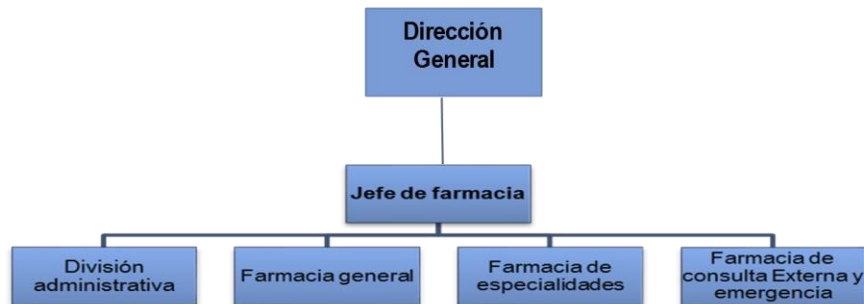 Dirección
General
Jefe de farmacia
División
administrativa
Farmacia general
Farmacia de
especialidades
Farmacia de
consulta Externa y
emergencia